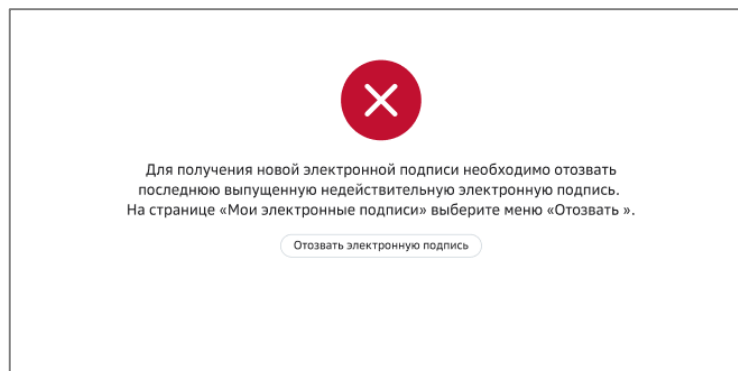 Для получения новой электронной подписи необходимо отозвать
последнюю выпущенную недействительную электронную подпись.
На странице «Мои электронные подписи» выберите меню «Отозвать ».
Отозвать электронную подпись